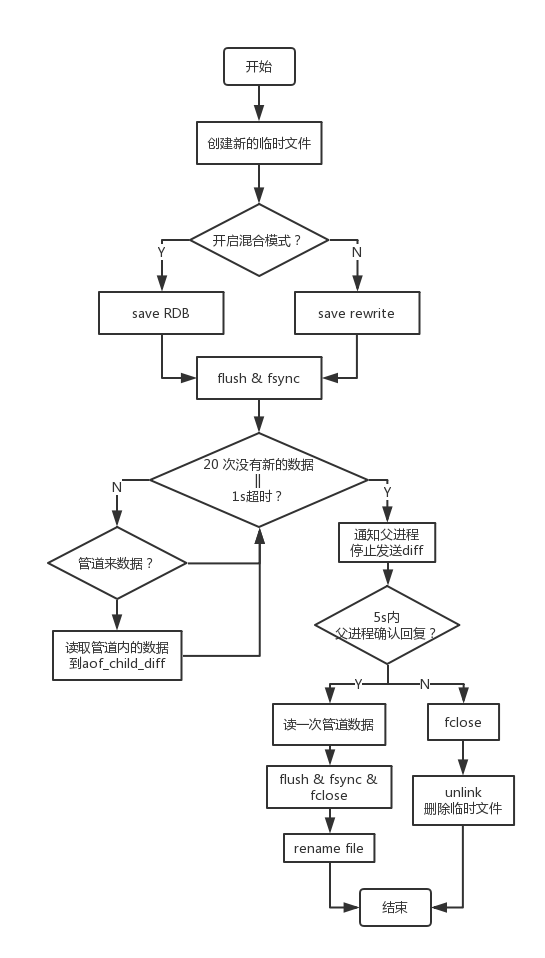 开始
创建新的临时文件
开启混合模式？
Y
N
save RDB
save rewrite
flush & fsync
20 次没有新的数据
||
1s超时？
N
Y
通知父进程
停止发送diff
管道来数据？
5s内
父进程确认回复？
读取管道内的数据
到aof_child_diff
Y
N
读一次管道数据
fclose
flush & fsync &
fclose
unlink
删除临时文件
rename file
结束